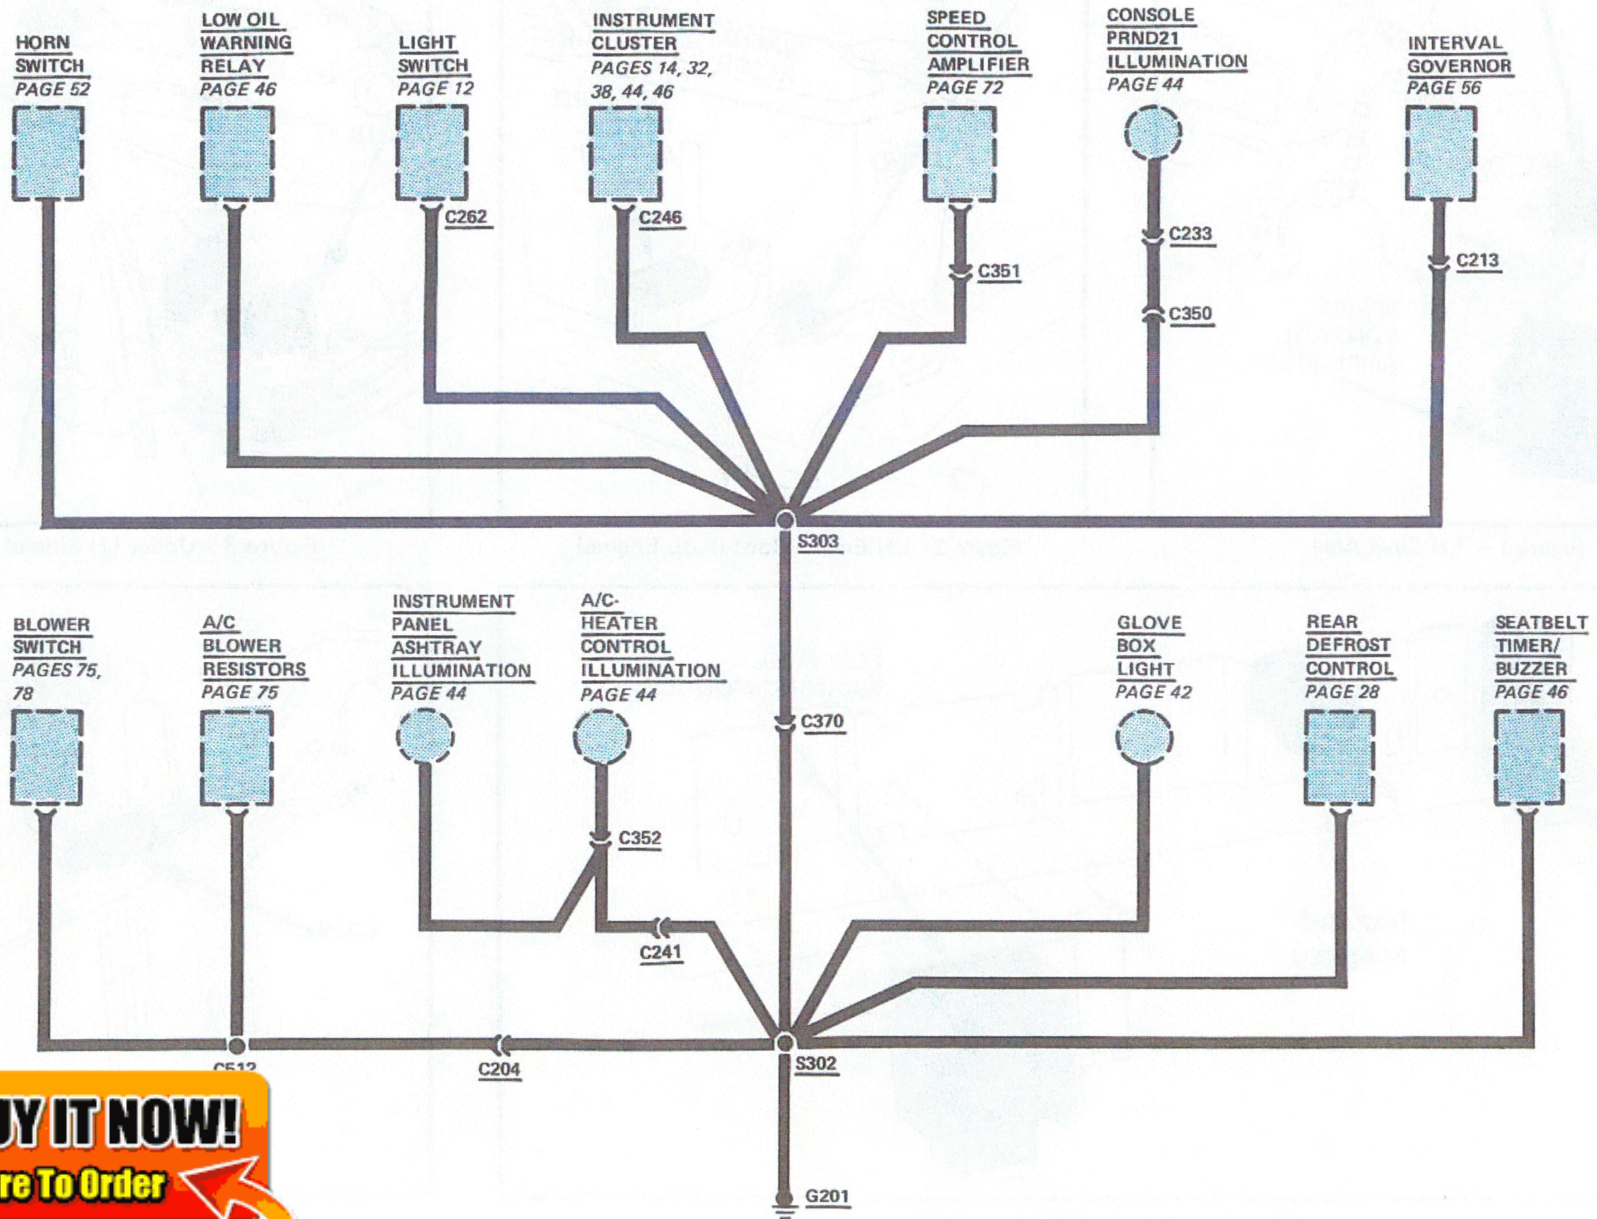 HORN
SWITCH
PAGE 52
LOW OIL
WARNING
RELAY
PAGE 46
LIGHT
SWITCH
PAGE 12
INSTRUMENT
CLUSTER
PAGES 14, 32,
38, 44, 46
SPEED
CONTROL
AMPLIFIER
PAGE 72
CONSOLE
PRND21
ILLUMINATION
PAGE 44
INTERVAL
GOVERNOR
PAGE 56
C262
C246
C351
C233
C350
C213
S303
BLOWER
SWITCH
PAGES 75,
78
A/C
BLOWER
RESISTORS
PAGE 75
INSTRUMENT
PANEL
ASHTRAY
ILLUMINATION
PAGE 44
A/C-
HEATER
CONTROL
ILLUMINATION
PAGE 44
GLOVE
BOX
LIGHT
PAGE 42
REAR
DEFROST
CONTROL
PAGE 28
SEATBELT
TIMER/
BUZZER
PAGE 46
C370
C352
C241
C512
C204
S302
G201
UY IT NOW!
re To Order